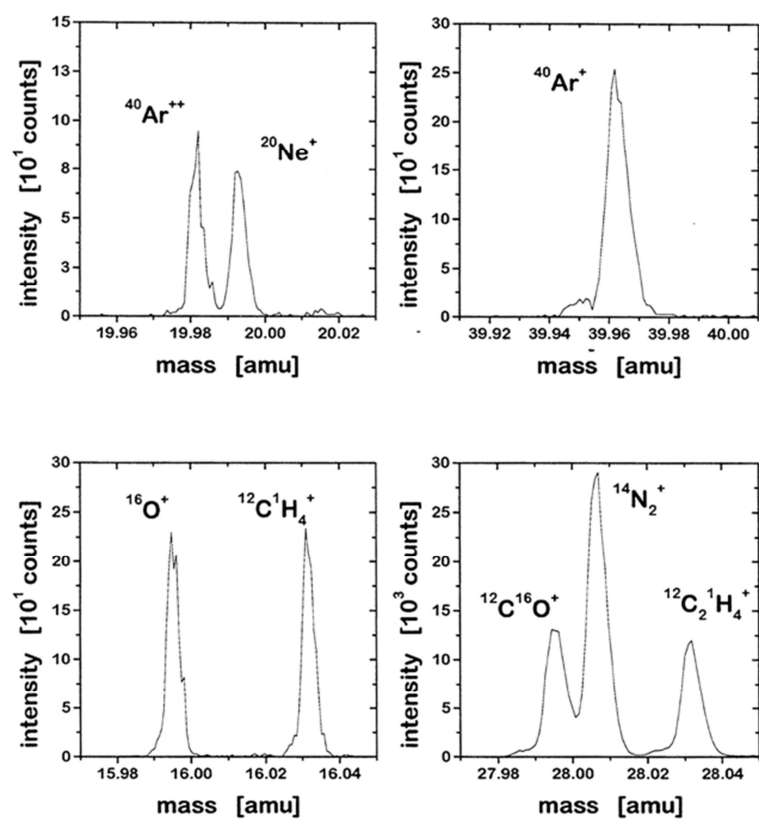 15
13
10
8
5
3
0
intensity [10¹ counts]
⁴⁰Ar⁺⁺
²⁰Ne⁺
19.96 19.98 20.00 20.02
mass [amu]
30
25
20
15
10
5
0
intensity [10¹ counts]
⁴⁰Ar⁺
39.92 39.94 39.96 39.98 40.00
mass [amu]
30
25
20
15
10
5
0
intensity [10¹ counts]
¹⁶O⁺
¹²C¹H₄⁺
15.98 16.00 16.02 16.04
mass [amu]
30
25
20
15
10
5
0
intensity [10³ counts]
¹⁴N₂⁺
¹²C¹⁶O⁺
¹²C₂¹H₄⁺
27.98 28.00 28.02 28.04
mass [amu]